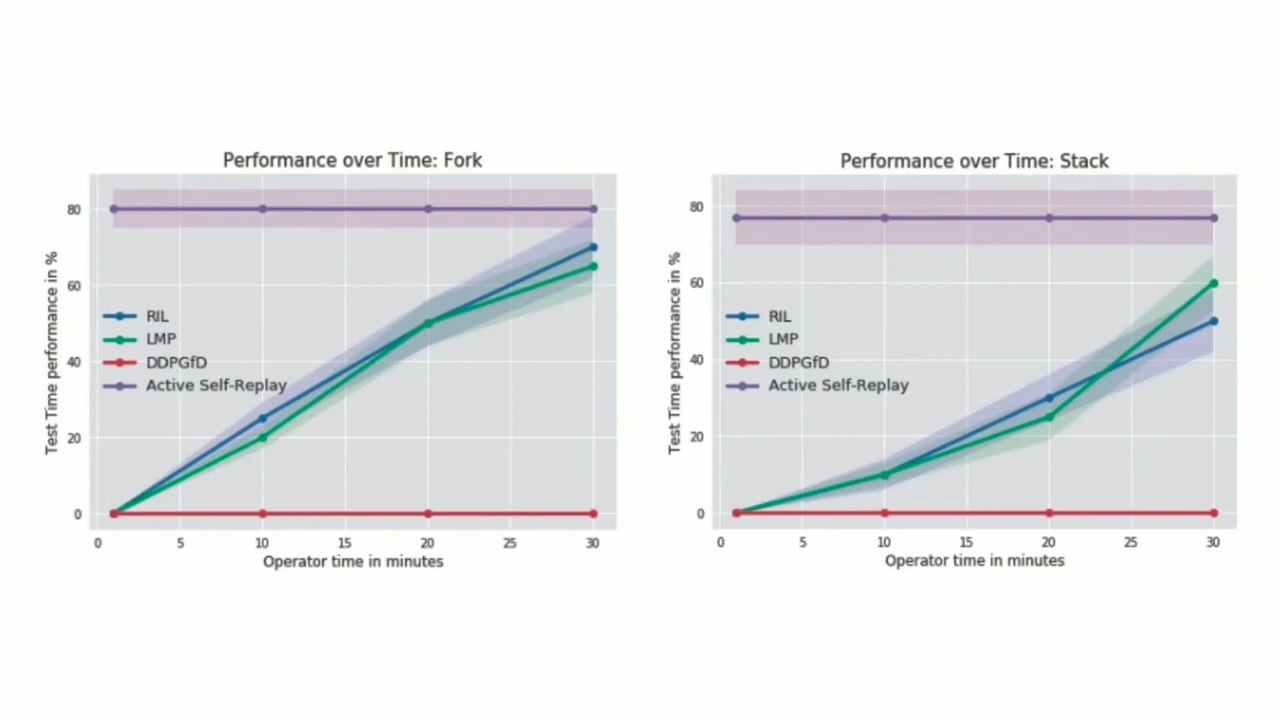 Performance over Time: Fork
Test Time performance in %
80
60
40
20
0
RIL
LMP
DDPGfD
Active Self-Replay
0 5 10 15 20 25 30
Operator time in minutes
Performance over Time: Stack
Test Time performance in %
80
60
40
20
0
RIL
LMP
DDPGfD
Active Self-Replay
0 5 10 15 20 25 30
Operator time in minutes